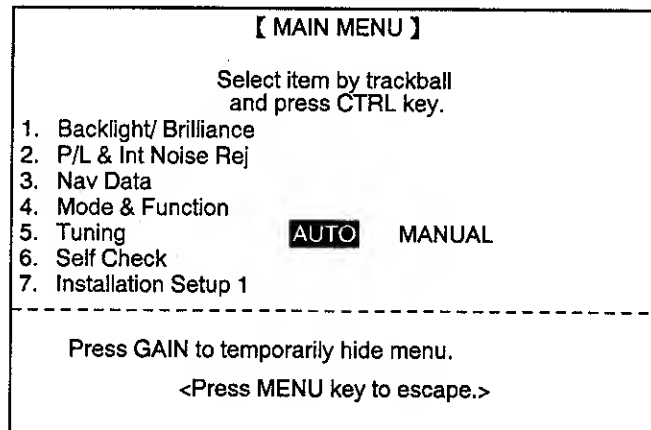 【 MAIN MENU 】
Select item by trackball
and press CTRL key.
1. Backlight/ Brilliance
2. P/L & Int Noise Rej
3. Nav Data
4. Mode & Function
5. Tuning AUTO MANUAL
6. Self Check
7. Installation Setup 1
Press GAIN to temporarily hide menu.
<Press MENU key to escape.>